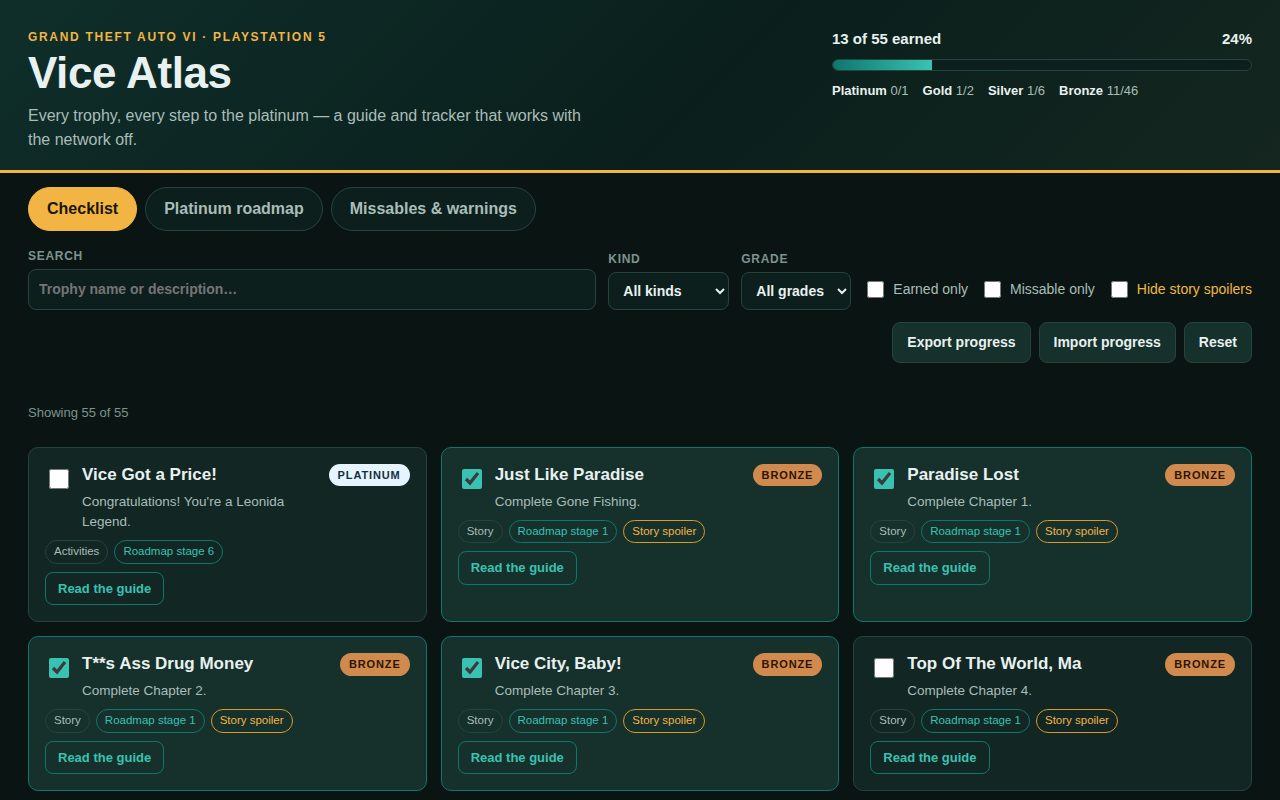 GRAND THEFT AUTO VI · PLAYSTATION 5
Vice Atlas
Every trophy, every step to the platinum — a guide and tracker that works with
the network off.
13 of 55 earned 24%
Platinum 0/1 Gold 1/2 Silver 1/6 Bronze 11/46
Checklist Platinum roadmap Missables & warnings
SEARCH KIND GRADE
Trophy name or description… All kinds All grades Earned only Missable only Hide story spoilers
Export progress Import progress Reset
Showing 55 of 55
Vice Got a Price! PLATINUM
Congratulations! You're a Leonida
Legend.
Activities Roadmap stage 6
Read the guide
Just Like Paradise BRONZE
Complete Gone Fishing.
Story Roadmap stage 1 Story spoiler
Read the guide
Paradise Lost BRONZE
Complete Chapter 1.
Story Roadmap stage 1 Story spoiler
Read the guide
T**s Ass Drug Money BRONZE
Complete Chapter 2.
Story Roadmap stage 1 Story spoiler
Read the guide
Vice City, Baby! BRONZE
Complete Chapter 3.
Story Roadmap stage 1 Story spoiler
Read the guide
Top Of The World, Ma BRONZE
Complete Chapter 4.
Story Roadmap stage 1 Story spoiler
Read the guide